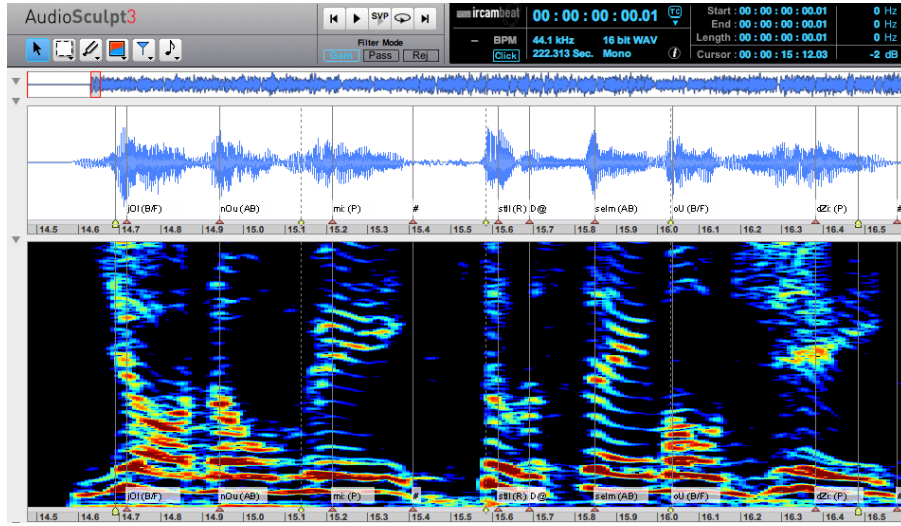 AudioSculpt3
SVP
Filter Mode
Gain Pass Rej
ircambeat
-- BPM
Click
00 : 00 : 00 : 00.01 TC
44.1 kHz 16 bit WAV
222.313 Sec. Mono i
Start : 00 : 00 : 00 : 00.01 0 Hz
End : 00 : 00 : 00 : 00.01 0 Hz
Length : 00 : 00 : 00 : 00.01 0 Hz
Cursor : 00 : 00 : 15 : 12.03 -2 dB
jOI (B/F) nOu (AB) mi: (P) # stIl (R) D@ seIm (AB) oU (B/F) dZi: (P) #
14.5 14.6 14.7 14.8 14.9 15.0 15.1 15.2 15.3 15.4 15.5 15.6 15.7 15.8 15.9 16.0 16.1 16.2 16.3 16.4 16.5
jOI (B/F) nOu (AB) mi: (P) # stIl (R) D@ seIm (AB) oU (B/F) dZi: (P) #
14.5 14.6 14.7 14.8 14.9 15.0 15.1 15.2 15.3 15.4 15.5 15.6 15.7 15.8 15.9 16.0 16.1 16.2 16.3 16.4 16.5